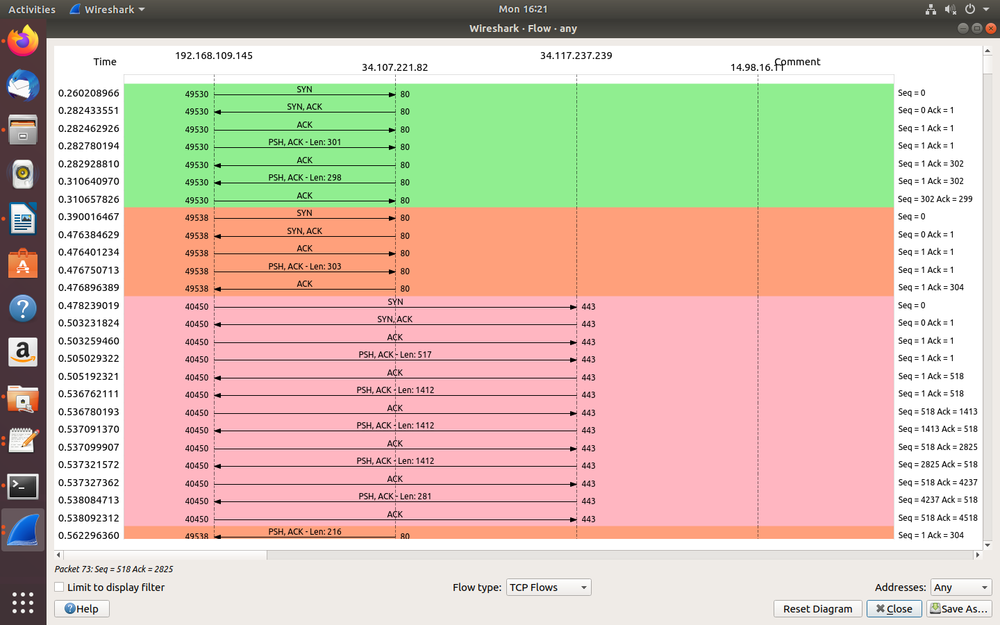 Activities Wireshark Mon 16:21
Wireshark · Flow · any
Time 192.168.109.145 34.107.221.82 34.117.237.239 14.98.16.11 Comment
0.260208966 49530 SYN 80 Seq = 0
0.282433551 49530 SYN, ACK 80 Seq = 0 Ack = 1
0.282462926 49530 ACK 80 Seq = 1 Ack = 1
0.282780194 49530 PSH, ACK - Len: 301 80 Seq = 1 Ack = 1
0.282928810 49530 ACK 80 Seq = 1 Ack = 302
0.310640970 49530 PSH, ACK - Len: 298 80 Seq = 1 Ack = 302
0.310657826 49530 ACK 80 Seq = 302 Ack = 299
0.390016467 49538 SYN 80 Seq = 0
0.476384629 49538 SYN, ACK 80 Seq = 0 Ack = 1
0.476401234 49538 ACK 80 Seq = 1 Ack = 1
0.476750713 49538 PSH, ACK - Len: 303 80 Seq = 1 Ack = 1
0.476896389 49538 ACK 80 Seq = 1 Ack = 304
0.478239019 40450 SYN 443 Seq = 0
0.503231824 40450 SYN, ACK 443 Seq = 0 Ack = 1
0.503259460 40450 ACK 443 Seq = 1 Ack = 1
0.505029322 40450 PSH, ACK - Len: 517 443 Seq = 1 Ack = 1
0.505192321 40450 ACK 443 Seq = 1 Ack = 518
0.536762111 40450 PSH, ACK - Len: 1412 443 Seq = 1 Ack = 518
0.536780193 40450 ACK 443 Seq = 518 Ack = 1413
0.537091370 40450 PSH, ACK - Len: 1412 443 Seq = 1413 Ack = 518
0.537099907 40450 ACK 443 Seq = 518 Ack = 2825
0.537321572 40450 PSH, ACK - Len: 1412 443 Seq = 2825 Ack = 518
0.537327362 40450 ACK 443 Seq = 518 Ack = 4237
0.538084713 40450 PSH, ACK - Len: 281 443 Seq = 4237 Ack = 518
0.538092312 40450 ACK 443 Seq = 518 Ack = 4518
0.562296360 49538 PSH, ACK - Len: 216 80 Seq = 1 Ack = 304
Packet 73: Seq = 518 Ack = 2825
Limit to display filter Flow type: TCP Flows Addresses: Any
Help Reset Diagram Close Save As…